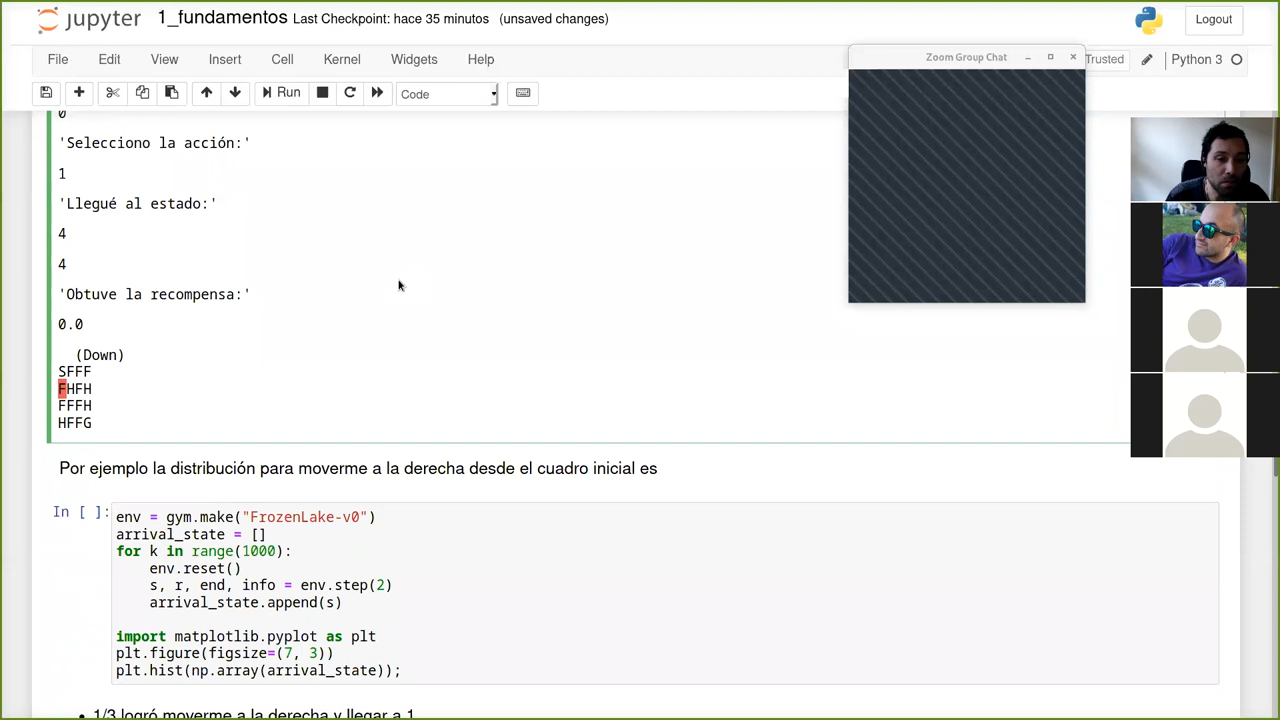 jupyter 1_fundamentos Last Checkpoint: hace 35 minutos (unsaved changes)
Logout
File Edit View Insert Cell Kernel Widgets Help
Trusted
Python 3
Run
Code
Zoom Group Chat
0
'Selecciono la acción:'
1
'Llegué al estado:'
4
4
'Obtuve la recompensa:'
0.0
(Down)
SFFF
FHFH
FFFH
HFFG
Por ejemplo la distribución para moverme a la derecha desde el cuadro inicial es
In [ ]:
env = gym.make("FrozenLake-v0")
arrival_state = []
for k in range(1000):
    env.reset()
    s, r, end, info = env.step(2)
    arrival_state.append(s)
import matplotlib.pyplot as plt
plt.figure(figsize=(7, 3))
plt.hist(np.array(arrival_state));
• 1/3 logró moverme a la derecha y llegar a 1